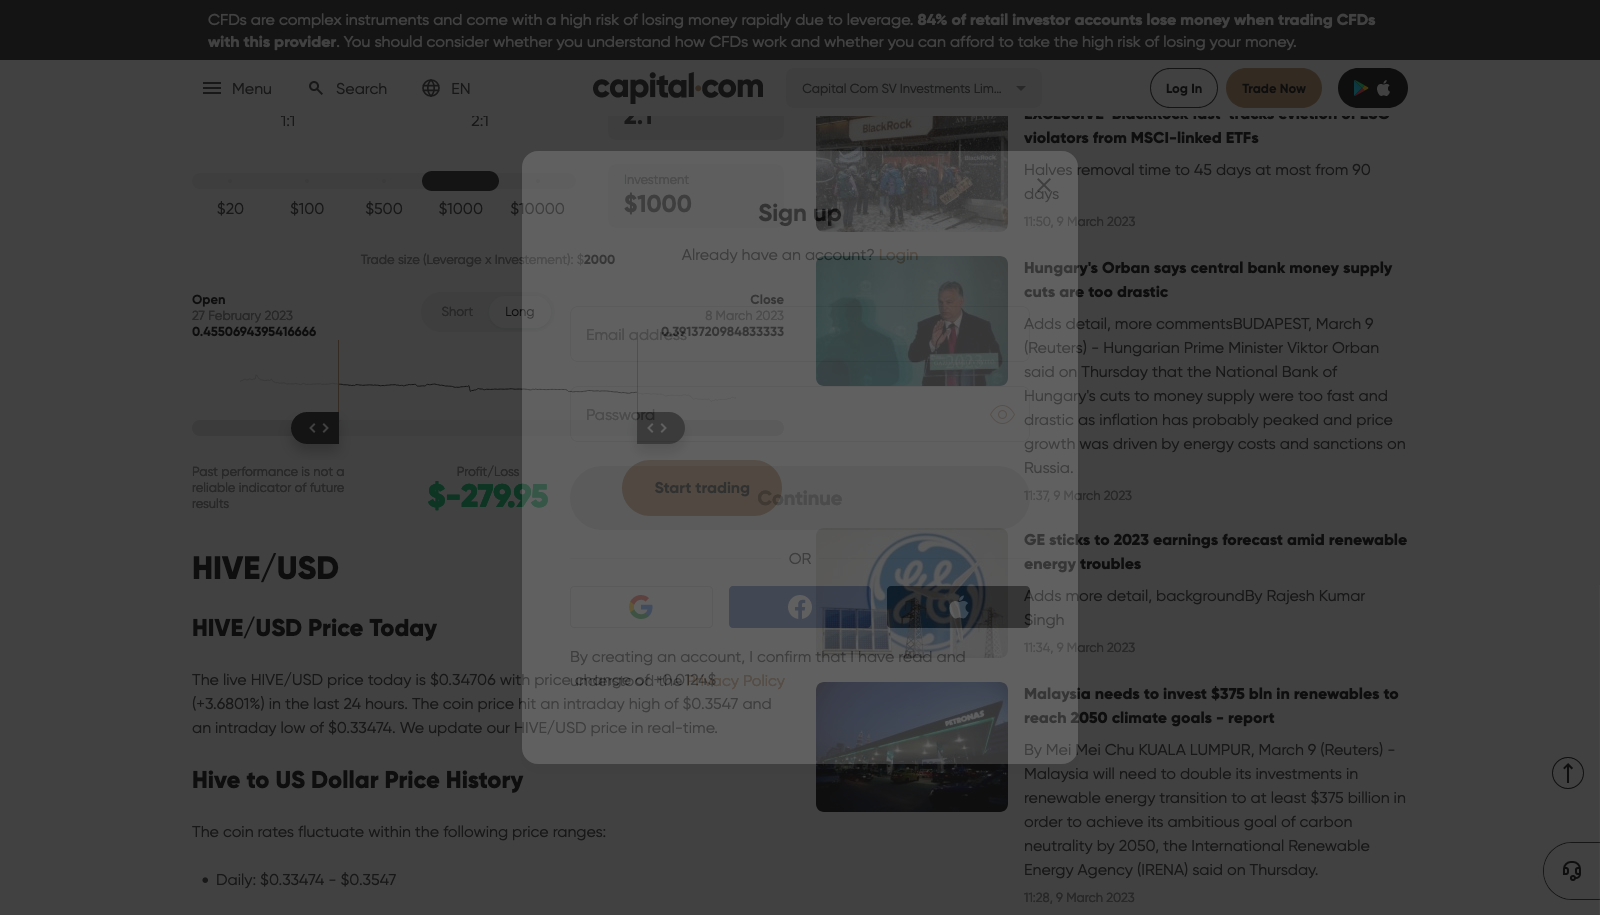 CFDs are complex instruments and come with a high risk of losing money rapidly due to leverage. 84% of retail investor accounts lose money when trading CFDs
with this provider. You should consider whether you understand how CFDs work and whether you can afford to take the high risk of losing your money.
Menu
Search
EN
capital.com
Capital Com SV Investments Lim...
Log In
Trade Now
1:1
2:1
2:1
$20
$100
$500
$1000
$10000
Investment
$1000
Trade size (Leverage x Investement): $2000
Open
27 February 2023
0.4550694395416666
Short
Long
Close
8 March 2023
0.3913720984833333
Past performance is not a
reliable indicator of future
results
Profit/Loss
$-279.95
Start trading
HIVE/USD
HIVE/USD Price Today
The live HIVE/USD price today is $0.34706 with price change of +0.0124$
(+3.6801%) in the last 24 hours. The coin price hit an intraday high of $0.3547 and
an intraday low of $0.33474. We update our HIVE/USD price in real-time.
Hive to US Dollar Price History
The coin rates fluctuate within the following price ranges:
Daily: $0.33474 - $0.3547
Sign up
Already have an account? Login
Email address
Password
Continue
OR
By creating an account, I confirm that I have read and
understood the Privacy Policy
BlackRock
EXCLUSIVE-BlackRock fast-tracks eviction of ESG
violators from MSCI-linked ETFs
Halves removal time to 45 days at most from 90
days
11:50, 9 March 2023
Hungary's Orban says central bank money supply
cuts are too drastic
Adds detail, more commentsBUDAPEST, March 9
(Reuters) - Hungarian Prime Minister Viktor Orban
said on Thursday that the National Bank of
Hungary's cuts to money supply were too fast and
drastic as inflation has probably peaked and price
growth was driven by energy costs and sanctions on
Russia.
11:37, 9 March 2023
GE sticks to 2023 earnings forecast amid renewable
energy troubles
Adds more detail, backgroundBy Rajesh Kumar
Singh
11:34, 9 March 2023
PETRONAS
Malaysia needs to invest $375 bln in renewables to
reach 2050 climate goals - report
By Mei Mei Chu KUALA LUMPUR, March 9 (Reuters) -
Malaysia will need to double its investments in
renewable energy transition to at least $375 billion in
order to achieve its ambitious goal of carbon
neutrality by 2050, the International Renewable
Energy Agency (IRENA) said on Thursday.
11:28, 9 March 2023